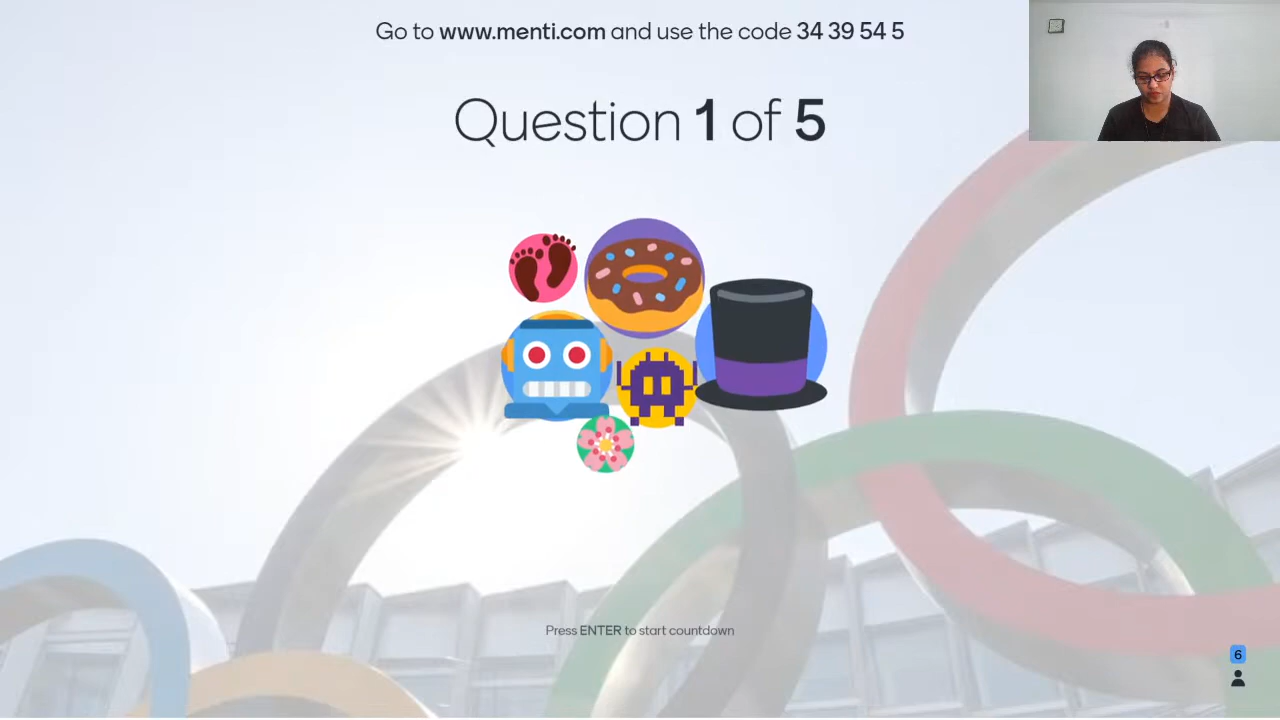 Go to www.menti.com and use the code 34 39 54 5
Question 1 of 5
Press ENTER to start countdown
6